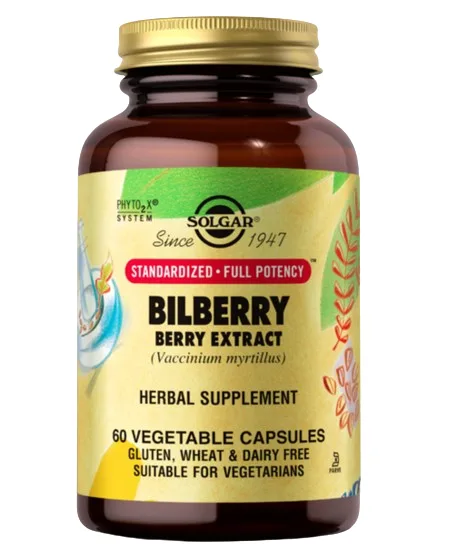 PHYTO2X®
SYSTEM
SOLGAR®
Since 1947
STANDARDIZED • FULL POTENCY™
BILBERRY
BERRY EXTRACT
(Vaccinium myrtillus)
HERBAL SUPPLEMENT
60 VEGETABLE CAPSULES
GLUTEN, WHEAT & DAIRY FREE
SUITABLE FOR VEGETARIANS